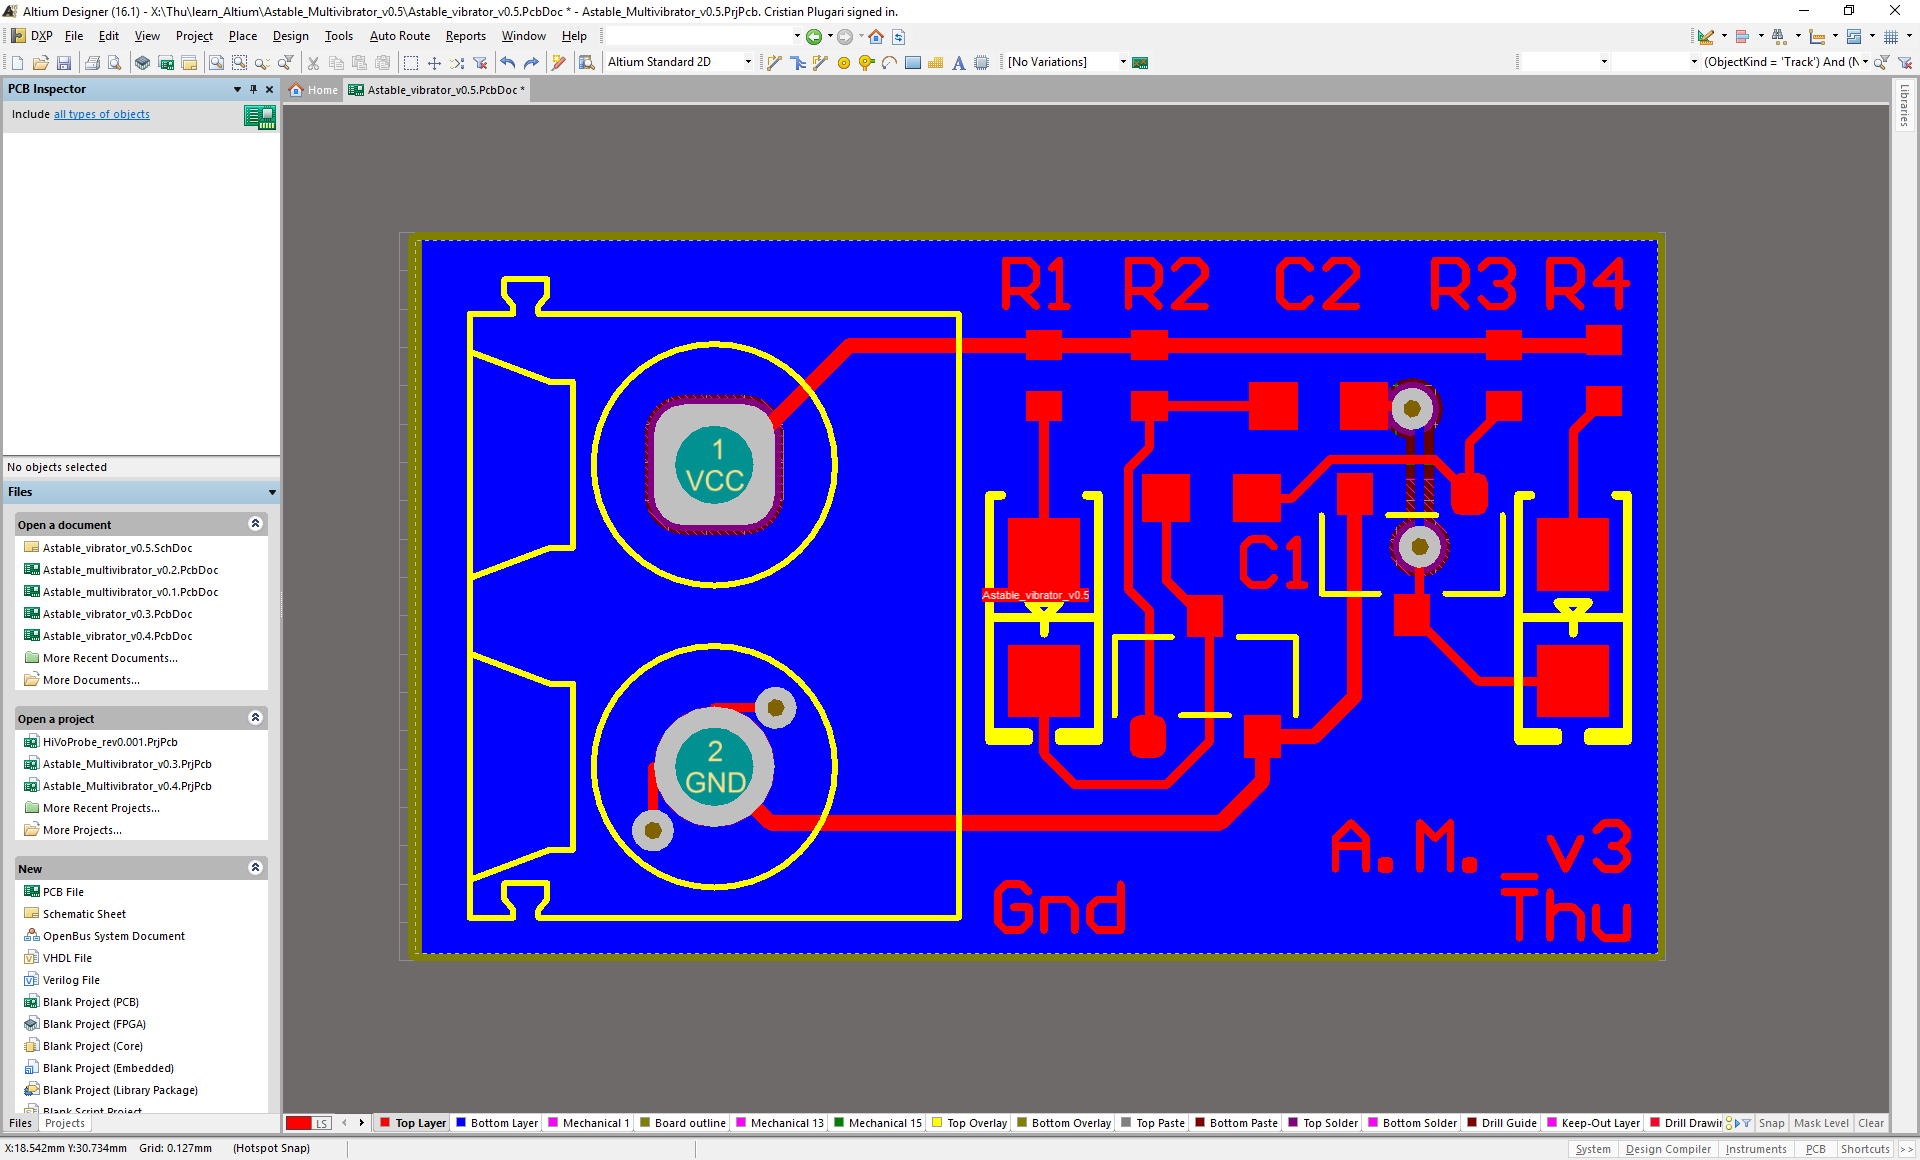 Altium Designer (16.1) - X:\Thu\learn_Altium\Astable_Multivibrator_v0.5\Astable_vibrator_v0.5.PcbDoc * - Astable_Multivibrator_v0.5.PrjPcb. Cristian Plugari signed in.
DXP File Edit View Project Place Design Tools Auto Route Reports Window Help
Altium Standard 2D [No Variations] (ObjectKind = 'Track') And (N
PCB Inspector
Home Astable_vibrator_v0.5.PcbDoc *
Include all types of objects
Libraries
No objects selected
Files
Open a document
Astable_vibrator_v0.5.SchDoc
Astable_multivibrator_v0.2.PcbDoc
Astable_multivibrator_v0.1.PcbDoc
Astable_vibrator_v0.3.PcbDoc
Astable_vibrator_v0.4.PcbDoc
More Recent Documents...
More Documents...
Open a project
HiVoProbe_rev0.001.PrjPcb
Astable_Multivibrator_v0.3.PrjPcb
Astable_Multivibrator_v0.4.PrjPcb
More Recent Projects...
More Projects...
New
PCB File
Schematic Sheet
OpenBus System Document
VHDL File
Verilog File
Blank Project (PCB)
Blank Project (FPGA)
Blank Project (Core)
Blank Project (Embedded)
Blank Project (Library Package)
Blank Script Project
Files Projects
R1 R2 C2 R3 R4
1
VCC
C1
Astable_vibrator_v0.5
2
GND
A.M._v3
Gnd
Thu
LS Top Layer Bottom Layer Mechanical 1 Board outline Mechanical 13 Mechanical 15 Top Overlay Bottom Overlay Top Paste Bottom Paste Top Solder Bottom Solder Drill Guide Keep-Out Layer Drill Drawin Snap Mask Level Clear
X:18.542mm Y:30.734mm Grid: 0.127mm (Hotspot Snap)
System Design Compiler Instruments PCB Shortcuts >>